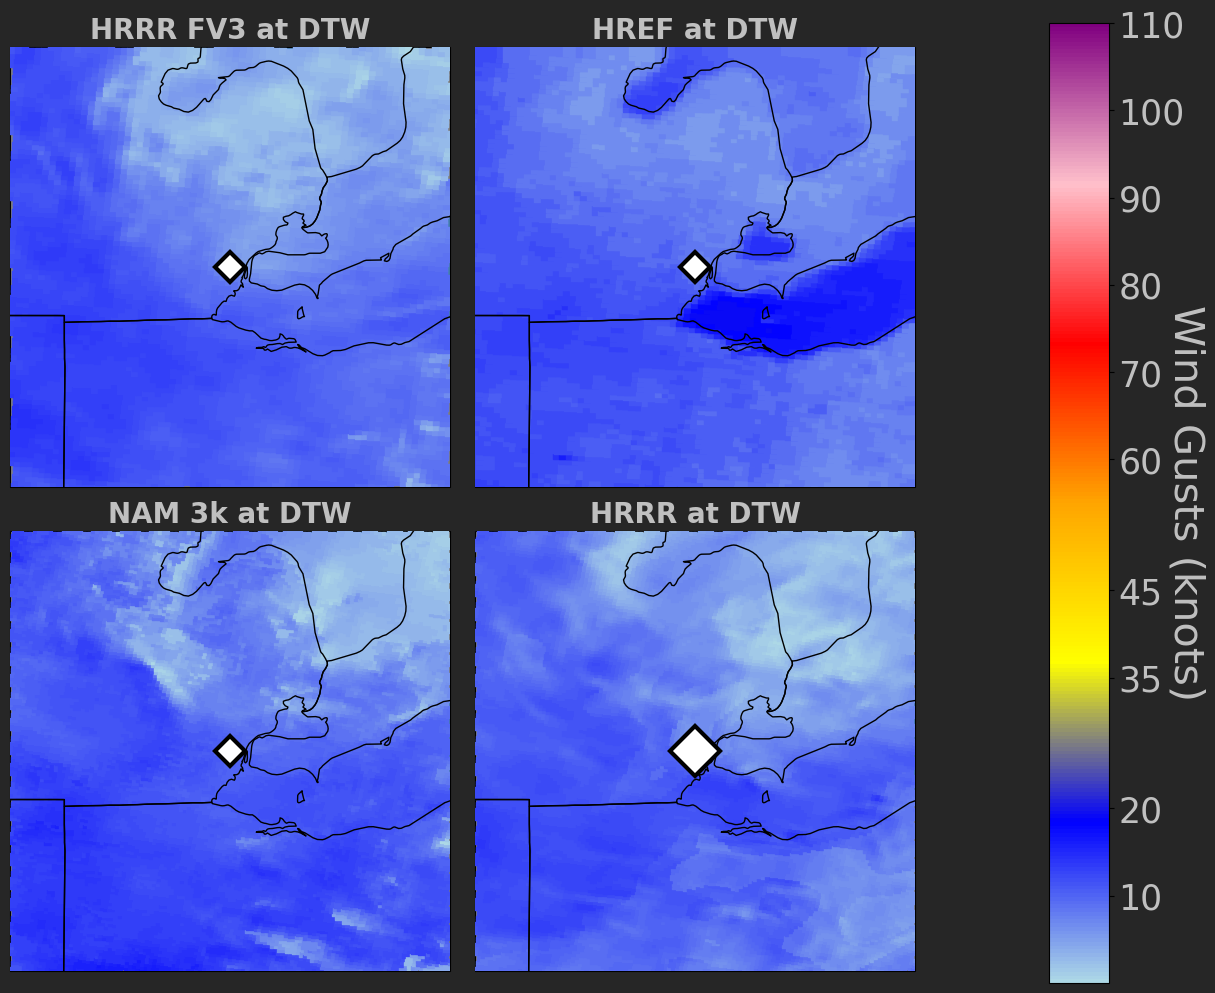 HRRR FV3 at DTW
HREF at DTW
NAM 3k at DTW
HRRR at DTW
110
100
90
80
70
60
45
35
20
10
Wind Gusts (knots)